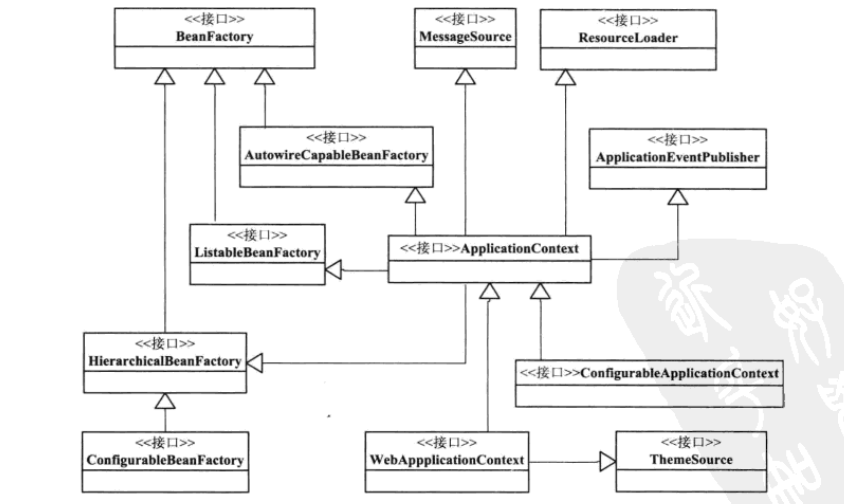 <<接口>>
BeanFactory
<<接口>>
MessageSource
<<接口>>
ResourceLoader
<<接口>>
AutowireCapableBeanFactory
<<接口>>
ApplicationEventPublisher
<<接口>>
ListableBeanFactory
<<接口>>ApplicationContext
<<接口>>
HierarchicalBeanFactory
<<接口>>ConfigurableApplicationContext
<<接口>>
ConfigurableBeanFactory
<<接口>>
WebAppplicationContext
<<接口>>
ThemeSource